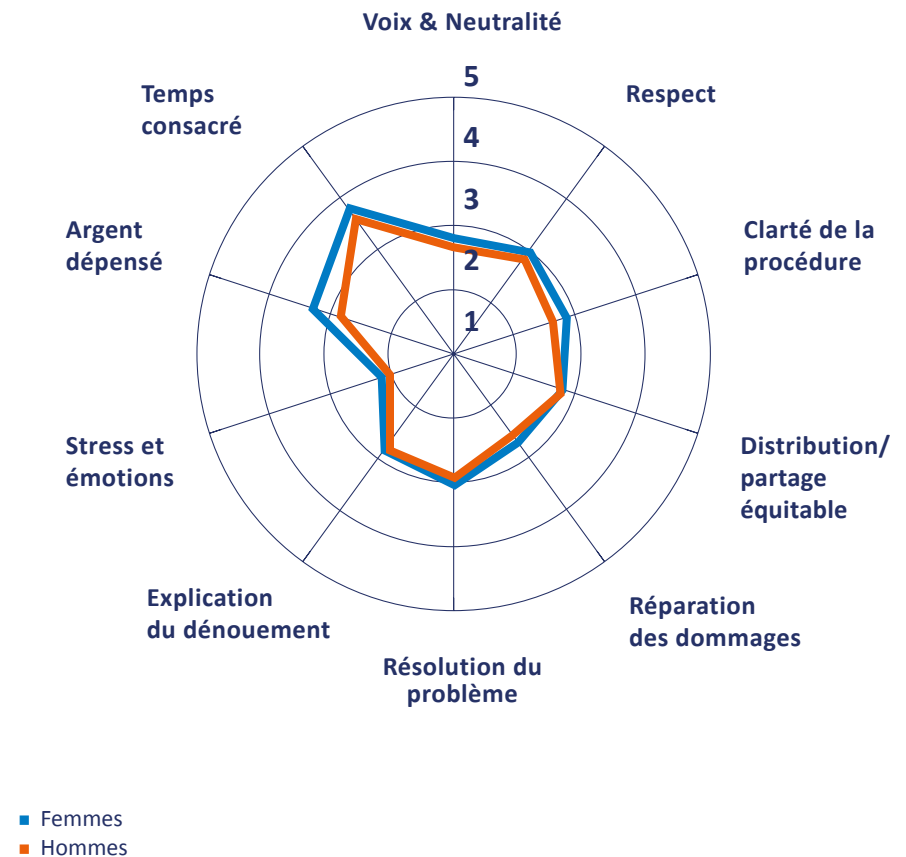 Voix & Neutralité
5
Temps
consacré
Respect
4
3
Argent
dépensé
Clarté de la
procédure
2
1
Stress et
émotions
Distribution/
partage
équitable
Explication
du dénouement
Réparation
des dommages
Résolution du
problème
Femmes
Hommes